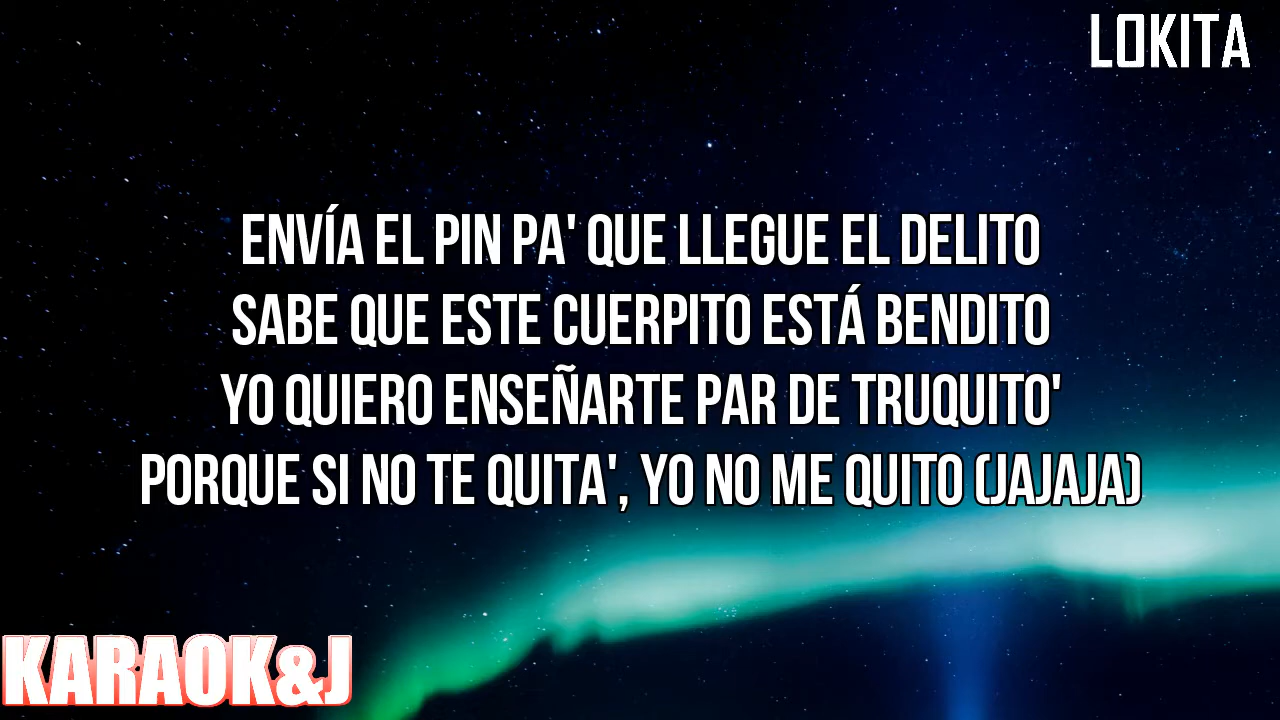 LOKITA
ENVÍA EL PIN PA' QUE LLEGUE EL DELITO
SABE QUE ESTE CUERPITO ESTÁ BENDITO
YO QUIERO ENSEÑARTE PAR DE TRUQUITO'
PORQUE SI NO TE QUITA', YO NO ME QUITO (JAJAJA)
KARAOK&J